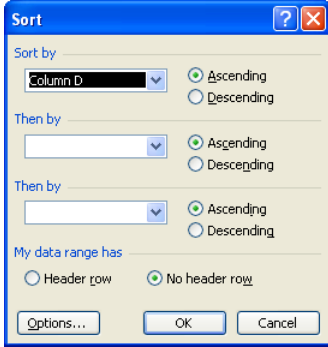 Sort
Sort by
Column D
Ascending
Descending
Then by
Ascending
Descending
Then by
Ascending
Descending
My data range has
Header row
No header row
Options...
OK
Cancel